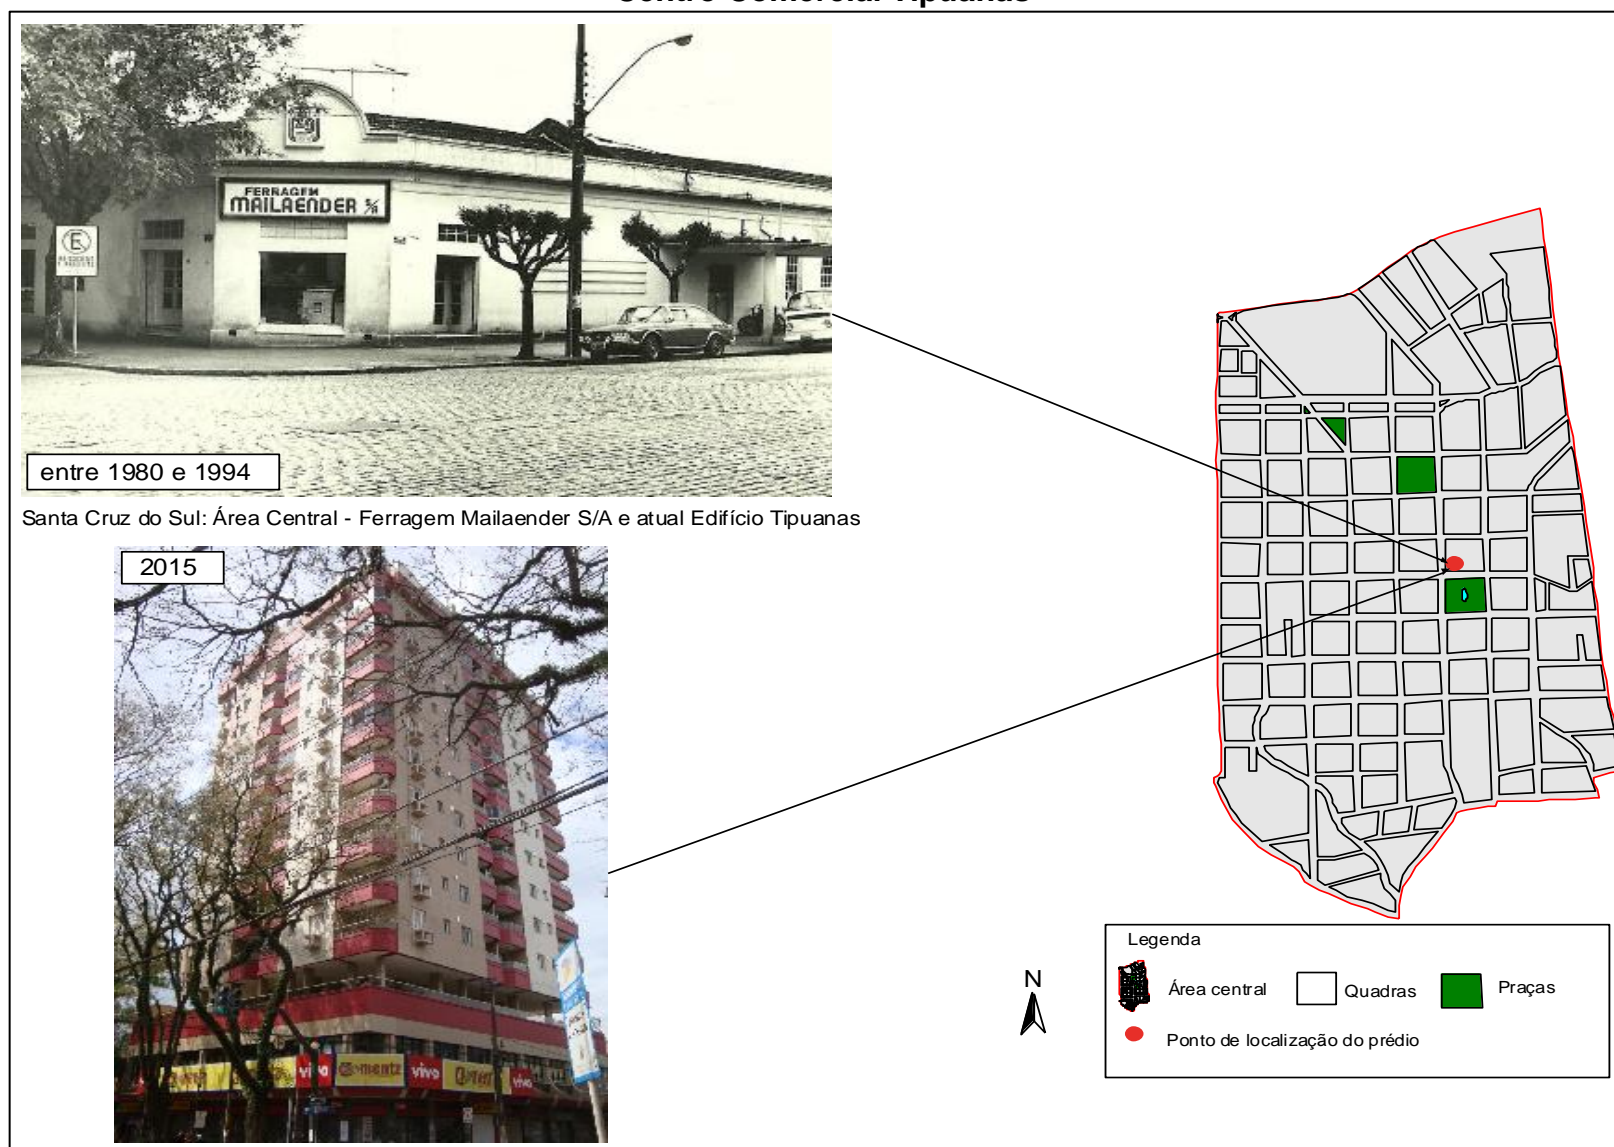 Centro Comercial Tipuanas
FERRAGEM
MAILAENDER S/A
E
entre 1980 e 1994
Santa Cruz do Sul: Área Central - Ferragem Mailaender S/A e atual Edifício Tipuanas
2015
vivo
vivo
vivo
N
Legenda
Área central
Quadras
Praças
Ponto de localização do prédio